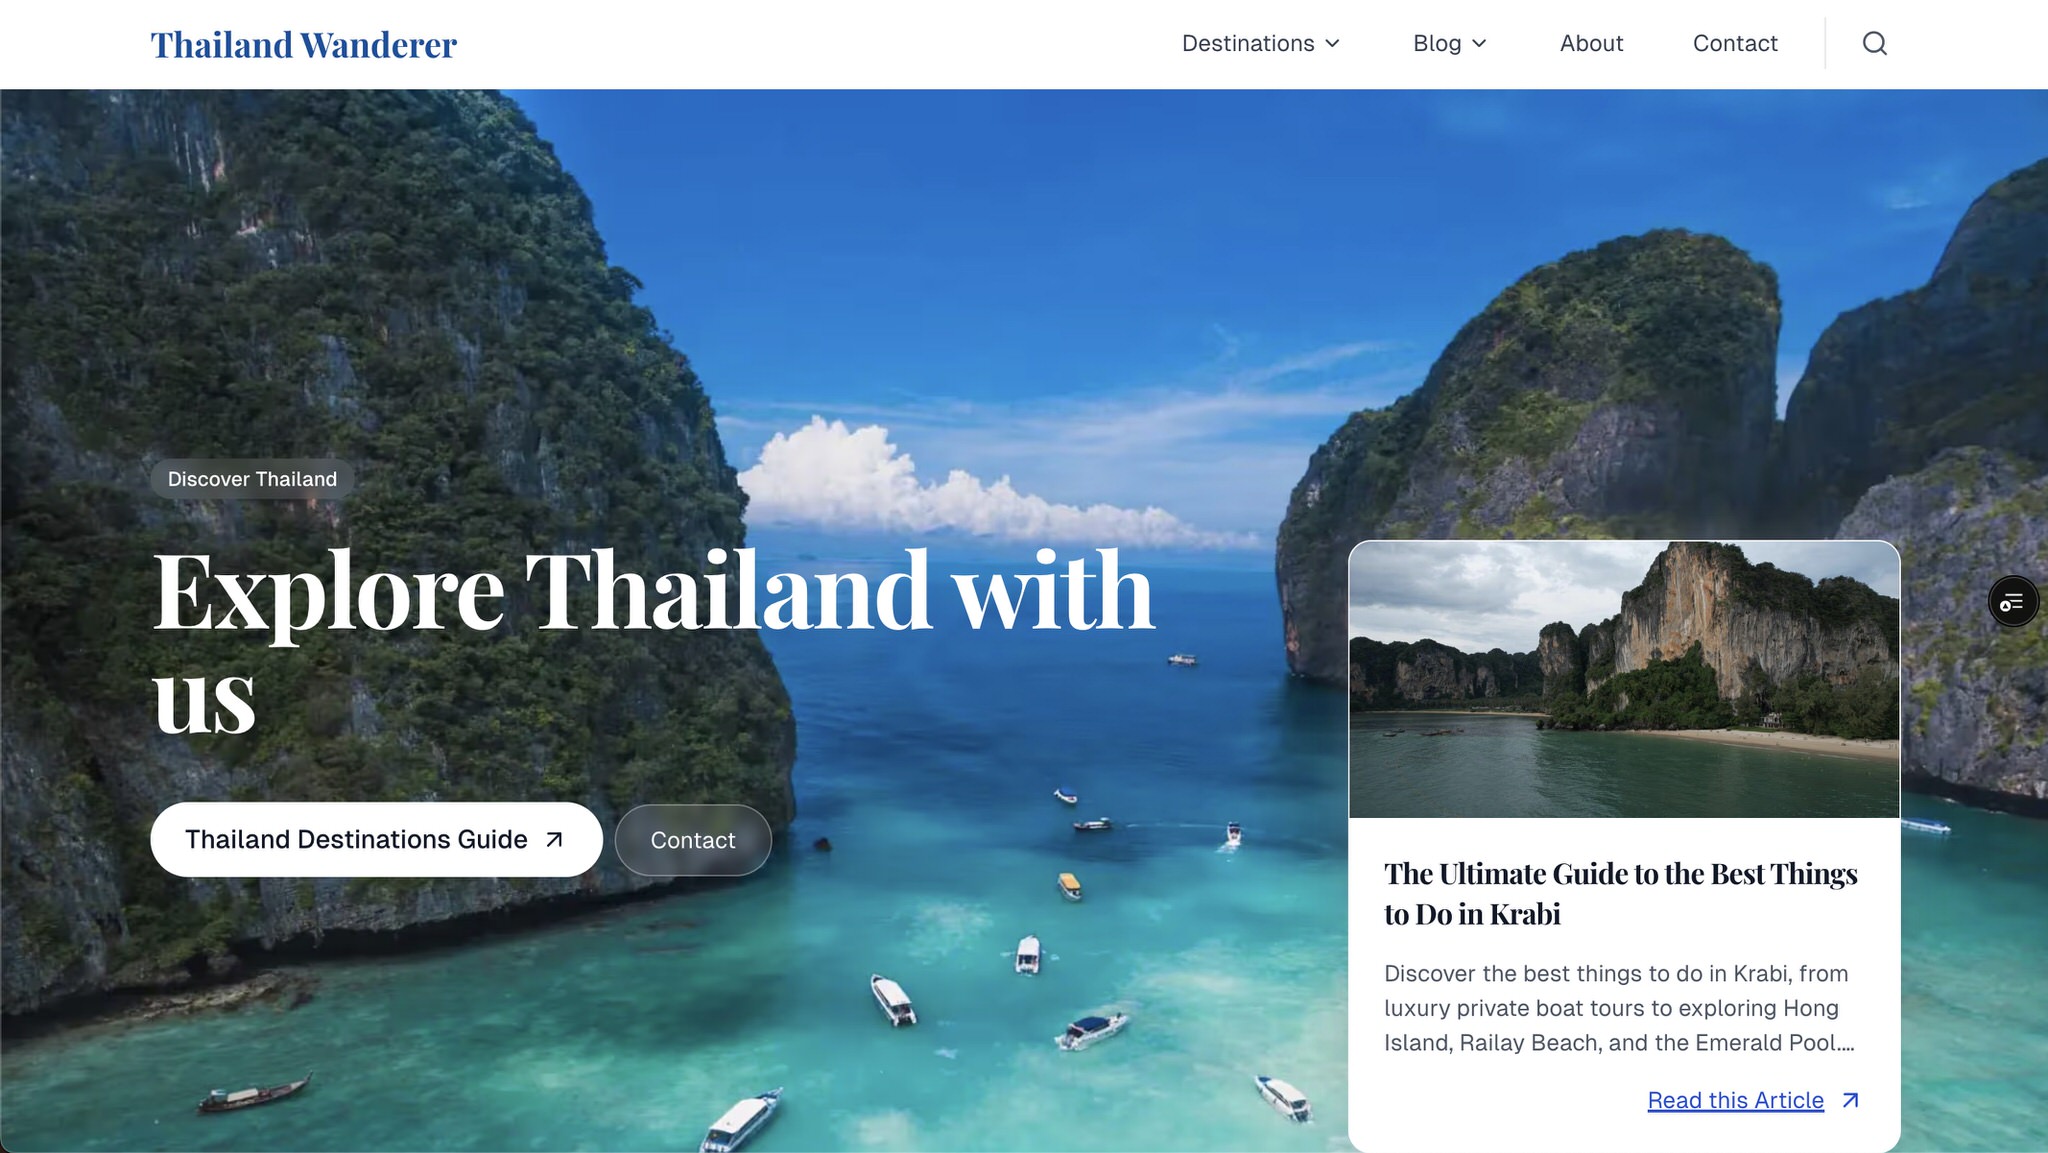 Thailand Wanderer
Destinations
Blog
About
Contact
Discover Thailand
Explore Thailand with
us
Thailand Destinations Guide
Contact
The Ultimate Guide to the Best Things
to Do in Krabi
Discover the best things to do in Krabi, from
luxury private boat tours to exploring Hong
Island, Railay Beach, and the Emerald Pool....
Read this Article